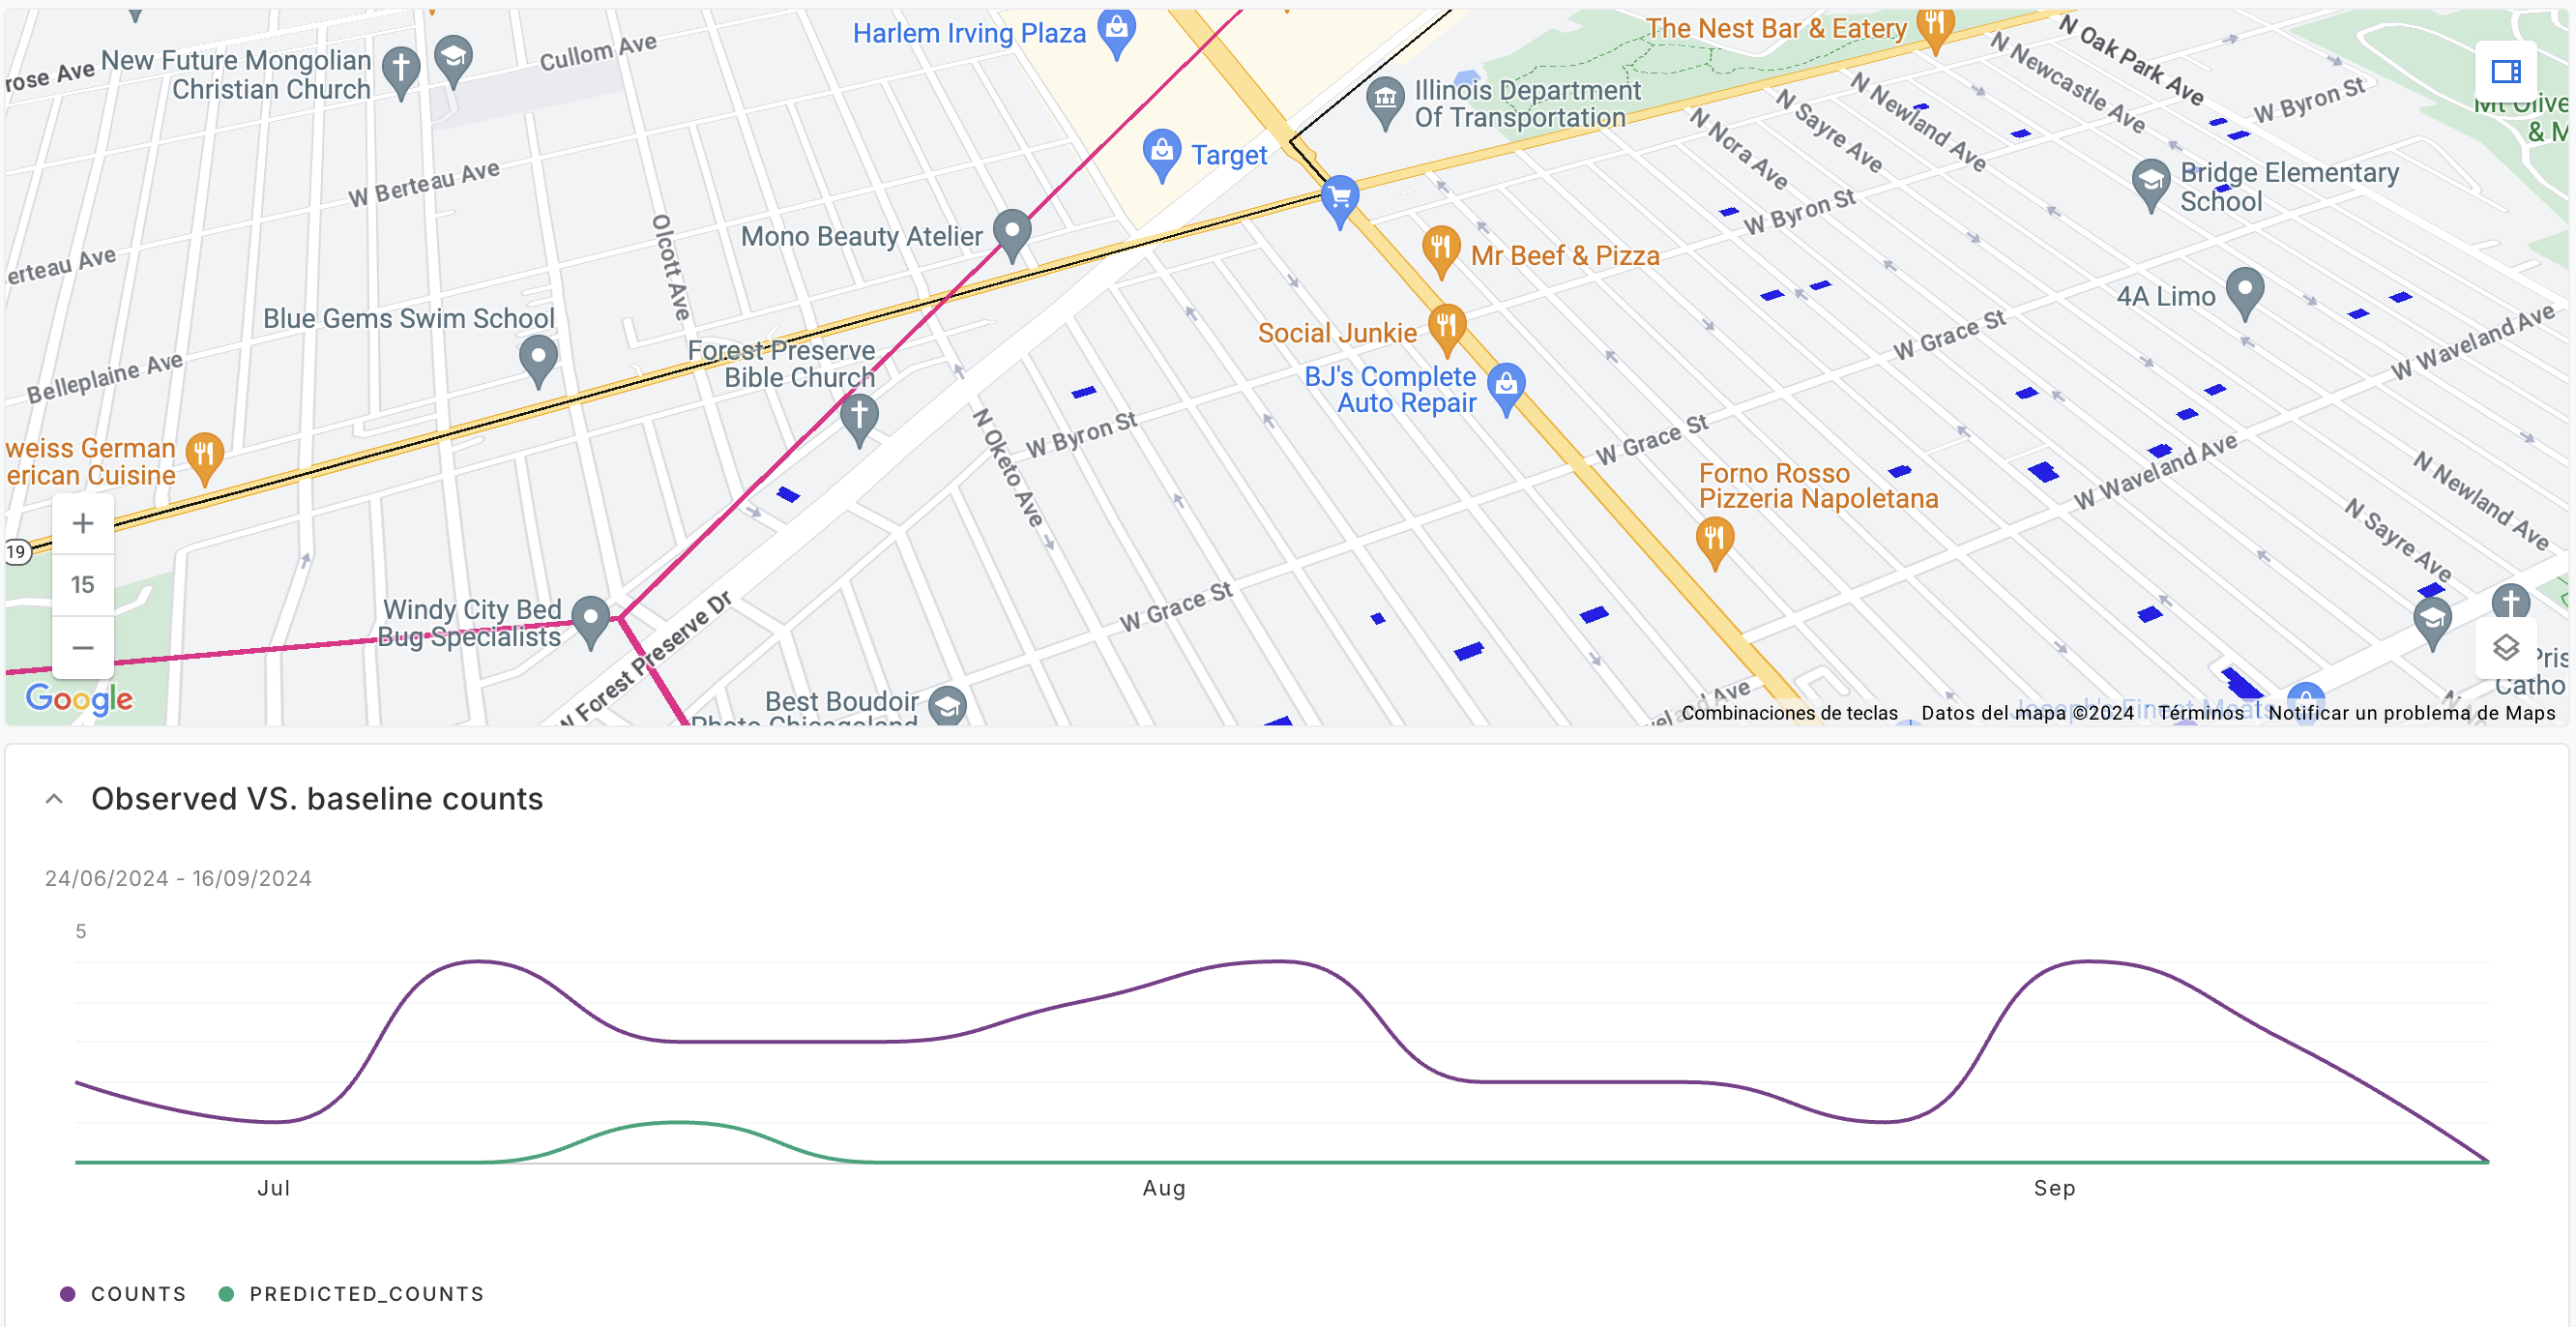 Harlem Irving Plaza
The Nest Bar & Eatery
N Oak Park Ave
New Future Mongolian
Christian Church
Cullom Ave
rose Ave
N Newcastle Ave
W Byron St
Illinois Department
Of Transportation
N Newland Ave
N Sayre Ave
N Nora Ave
Mt Olive
& M
Target
W Berteau Ave
Bridge Elementary
School
Olcott Ave
W Byron St
Mono Beauty Atelier
Mr Beef & Pizza
erteau Ave
4A Limo
Blue Gems Swim School
Social Junkie
W Grace St
W Waveland Ave
Forest Preserve
Bible Church
Belleplaine Ave
BJ's Complete
Auto Repair
N Oketo Ave
W Byron St
W Grace St
weiss German
erican Cuisine
Forno Rosso
Pizzeria Napoletana
W Waveland Ave
N Newland Ave
N Sayre Ave
19
+
15
−
Windy City Bed
Bug Specialists
W Forest Preserve Dr
W Grace St
Pris
Catho
Google
Best Boudoir
Photo Chicagoland
Joseph's Finest Meats
Combinaciones de teclas
Datos del mapa ©2024
Términos
Notificar un problema de Maps
Observed VS. baseline counts
24/06/2024 - 16/09/2024
5
Jul
Aug
Sep
COUNTS
PREDICTED_COUNTS